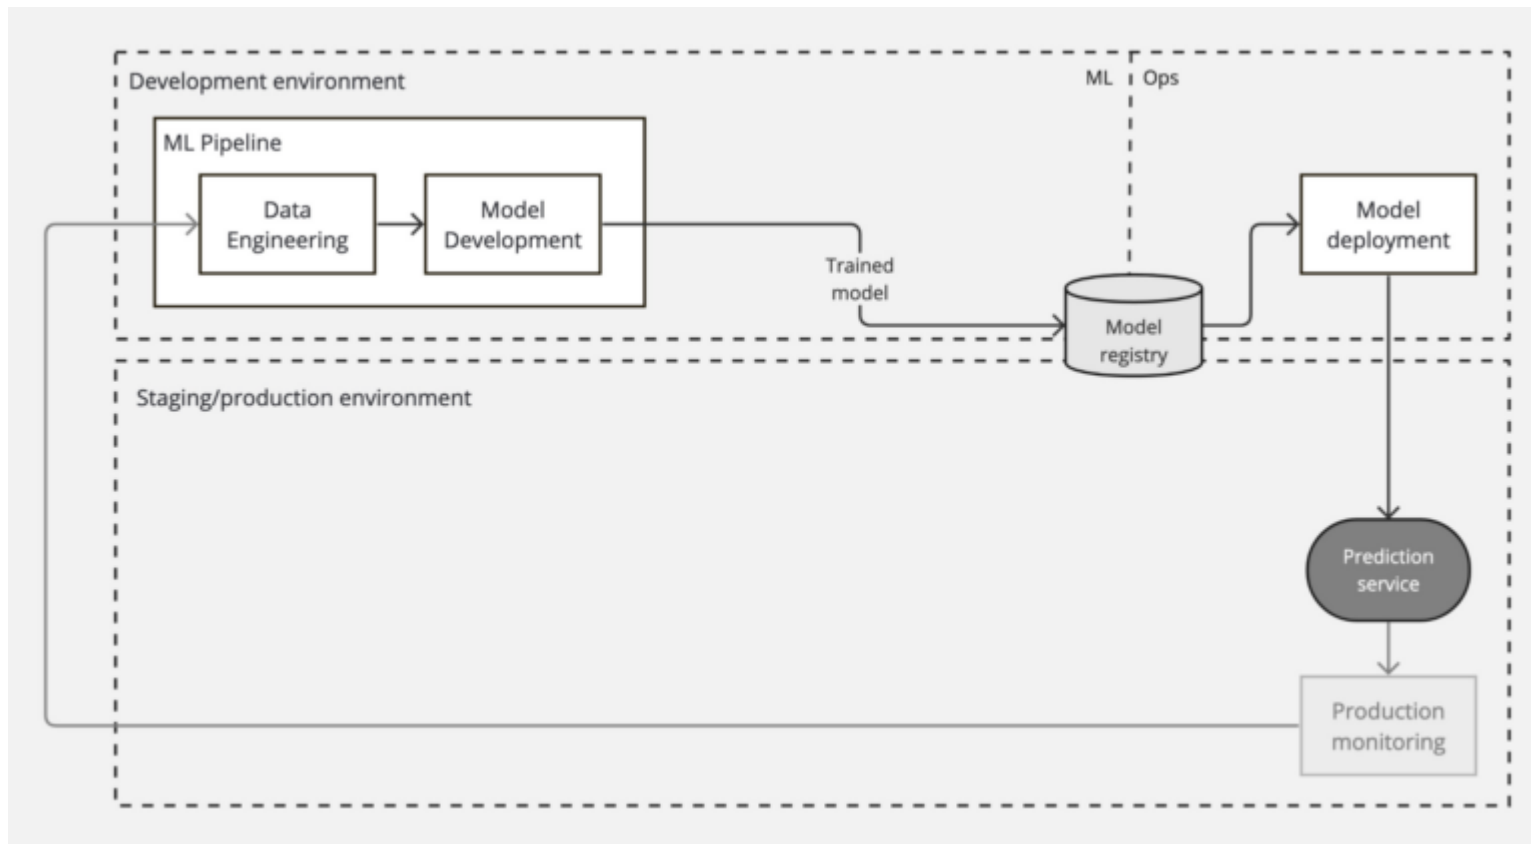 Development environment
ML
Ops
ML Pipeline
Data
Engineering
Model
Development
Trained
model
Model
registry
Model
deployment
Staging/production environment
Prediction
service
Production
monitoring